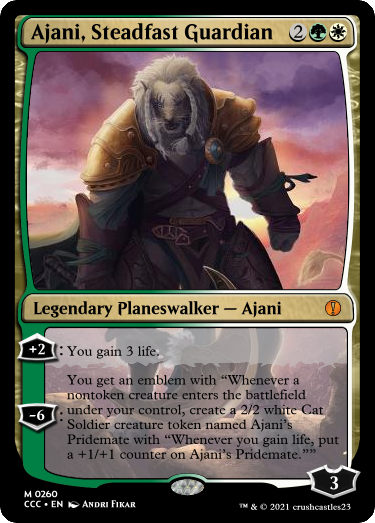 Ajani, Steadfast Guardian 2
Legendary Planeswalker — Ajani
+2: You gain 3 life.
You get an emblem with “Whenever a
nontoken creature enters the battlefield
-6: under your control, create a 2/2 white Cat
Soldier creature token named Ajani's
Pridemate with “Whenever you gain life, put
a +1/+1 counter on Ajani's Pridemate.””
3
M 0260
CCC • EN Andri Fikar
™ & © 2021 crushcastles23